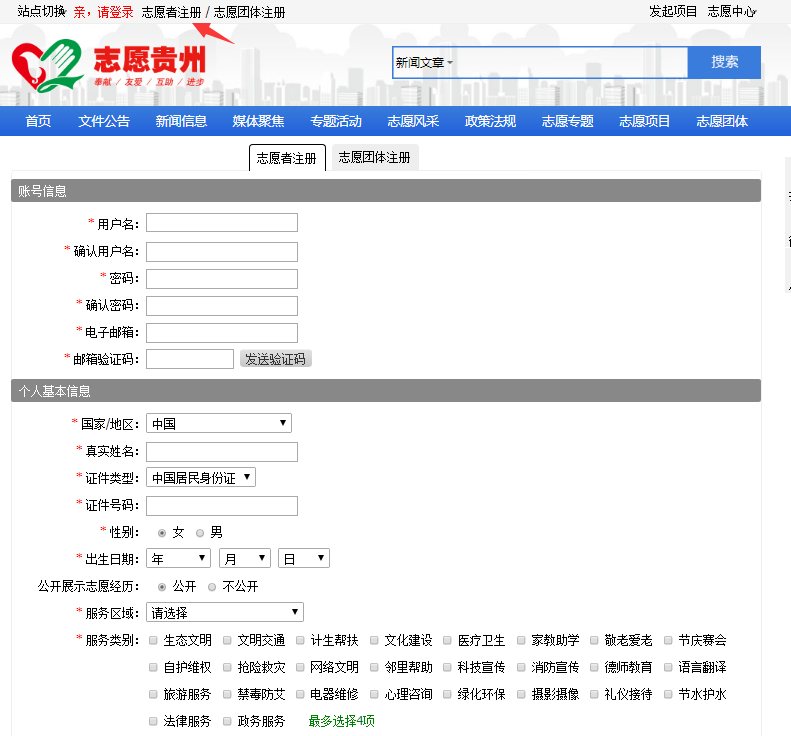 站点切换 亲，请登录 志愿者注册 / 志愿团体注册 发起项目 志愿中心
志愿贵州
奉献 / 友爱 / 互助 / 进步
新闻文章 搜索
首页 文件公告 新闻信息 媒体聚焦 专题活动 志愿风采 政策法规 志愿专题 志愿项目 志愿团体
志愿者注册 志愿团体注册
账号信息
* 用户名：
* 确认用户名：
* 密码：
* 确认密码：
* 电子邮箱：
* 邮箱验证码： 发送验证码
个人基本信息
* 国家/地区： 中国
* 真实姓名：
* 证件类型： 中国居民身份证
* 证件号码：
* 性别： 女 男
* 出生日期： 年 月 日
公开展示志愿经历： 公开 不公开
* 服务区域： 请选择
* 服务类别： 生态文明 文明交通 计生帮扶 文化建设 医疗卫生 家教助学 敬老爱老 节庆赛会
自护维权 抢险救灾 网络文明 邻里帮助 科技宣传 消防宣传 德师教育 语言翻译
旅游服务 禁毒防艾 电器维修 心理咨询 绿化环保 摄影摄像 礼仪接待 节水护水
法律服务 政务服务 最多选择4项